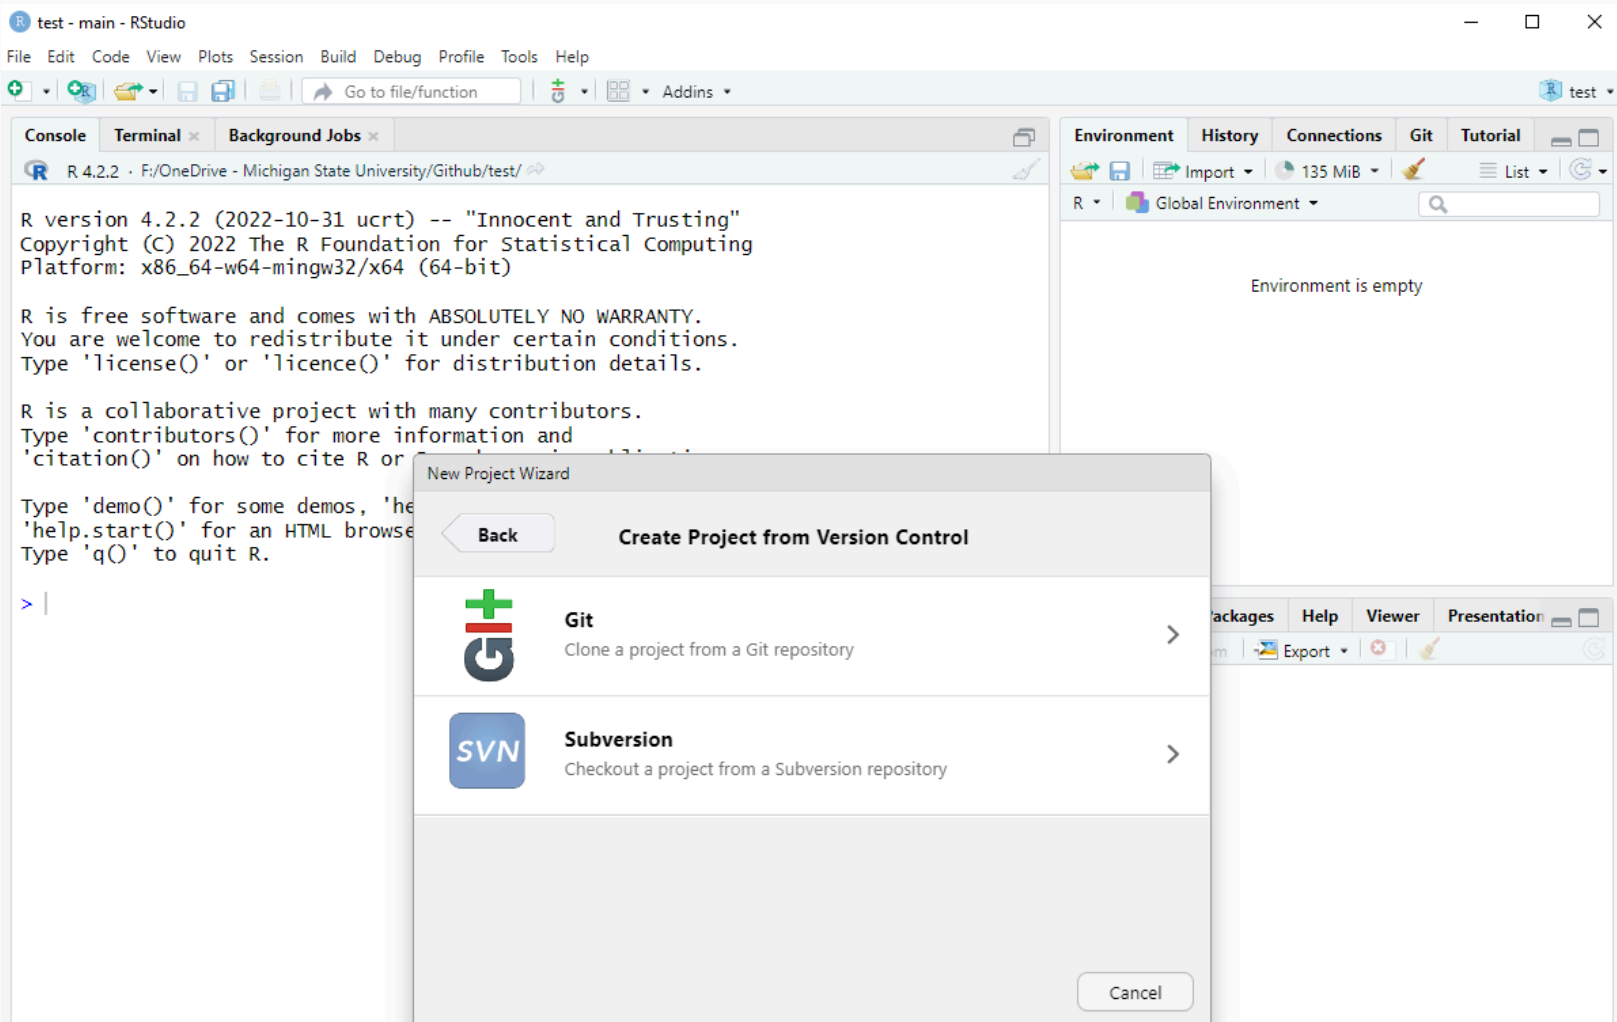 test - main - RStudio
File Edit Code View Plots Session Build Debug Profile Tools Help
Go to file/function
Addins
test
Console Terminal Background Jobs
R 4.2.2 · F:/OneDrive - Michigan State University/Github/test/
R version 4.2.2 (2022-10-31 ucrt) -- "Innocent and Trusting"
Copyright (C) 2022 The R Foundation for Statistical Computing
Platform: x86_64-w64-mingw32/x64 (64-bit)
R is free software and comes with ABSOLUTELY NO WARRANTY.
You are welcome to redistribute it under certain conditions.
Type 'license()' or 'licence()' for distribution details.
R is a collaborative project with many contributors.
Type 'contributors()' for more information and
'citation()' on how to cite R or
Type 'demo()' for some demos, 'he
'help.start()' for an HTML browse
Type 'q()' to quit R.
>
Environment History Connections Git Tutorial
Import 135 MiB List
R Global Environment
Environment is empty
New Project Wizard
Back
Create Project from Version Control
git
Git
Clone a project from a Git repository
SVN
Subversion
Checkout a project from a Subversion repository
Cancel
ackages Help Viewer Presentation
Export